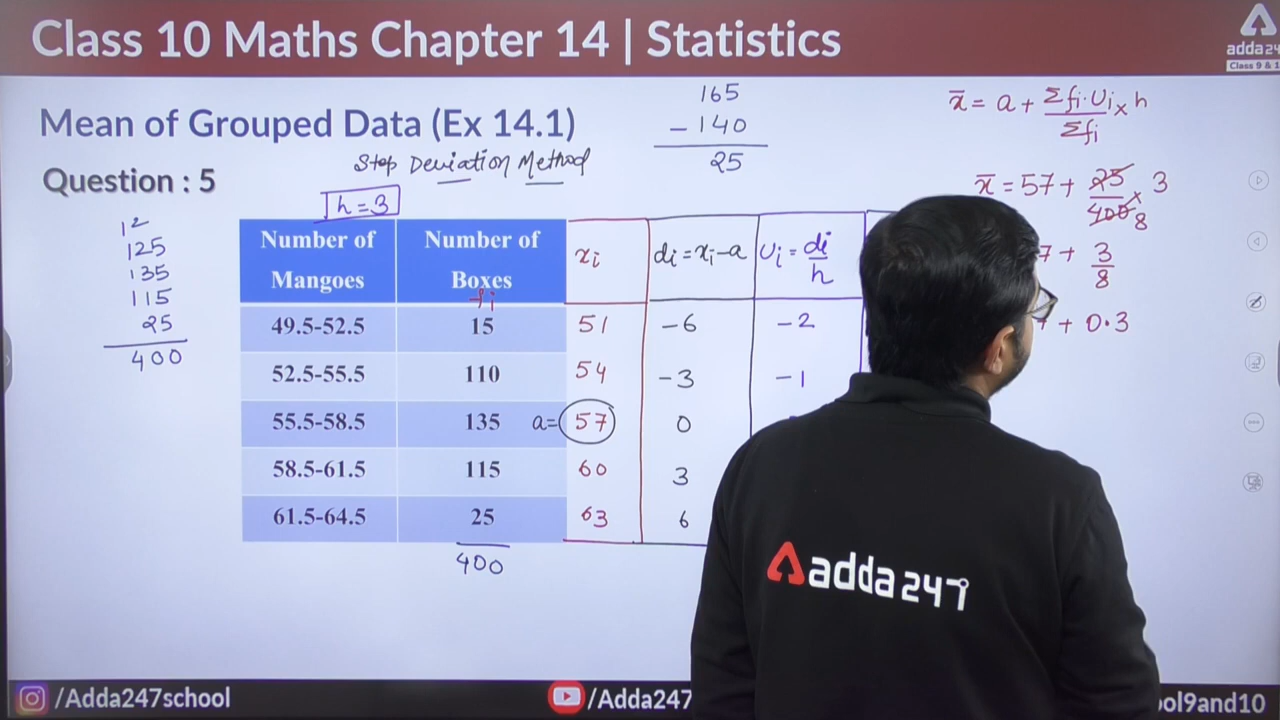 Class 10 Maths Chapter 14 | Statistics
adda24
Class 9 & 1
Mean of Grouped Data (Ex 14.1)
Step Deviation Method
Question : 5
h = 3
165
- 140
25
x̄ = a + Σfi·Ui / Σfi × h
x̄ = 57 + 25 / 400 × 3
8
7 + 3/8
+ 0.3
12
125
135
115
25
400
Number of Mangoes | Number of Boxes fi | xi | di = xi - a | Ui = di/h
49.5-52.5 | 15 | 51 | -6 | -2
52.5-55.5 | 110 | 54 | -3 | -1
55.5-58.5 | 135 | a = 57 | 0
58.5-61.5 | 115 | 60 | 3
61.5-64.5 | 25 | 63 | 6
400
adda247
/Adda247school
/Adda247
ool9and10